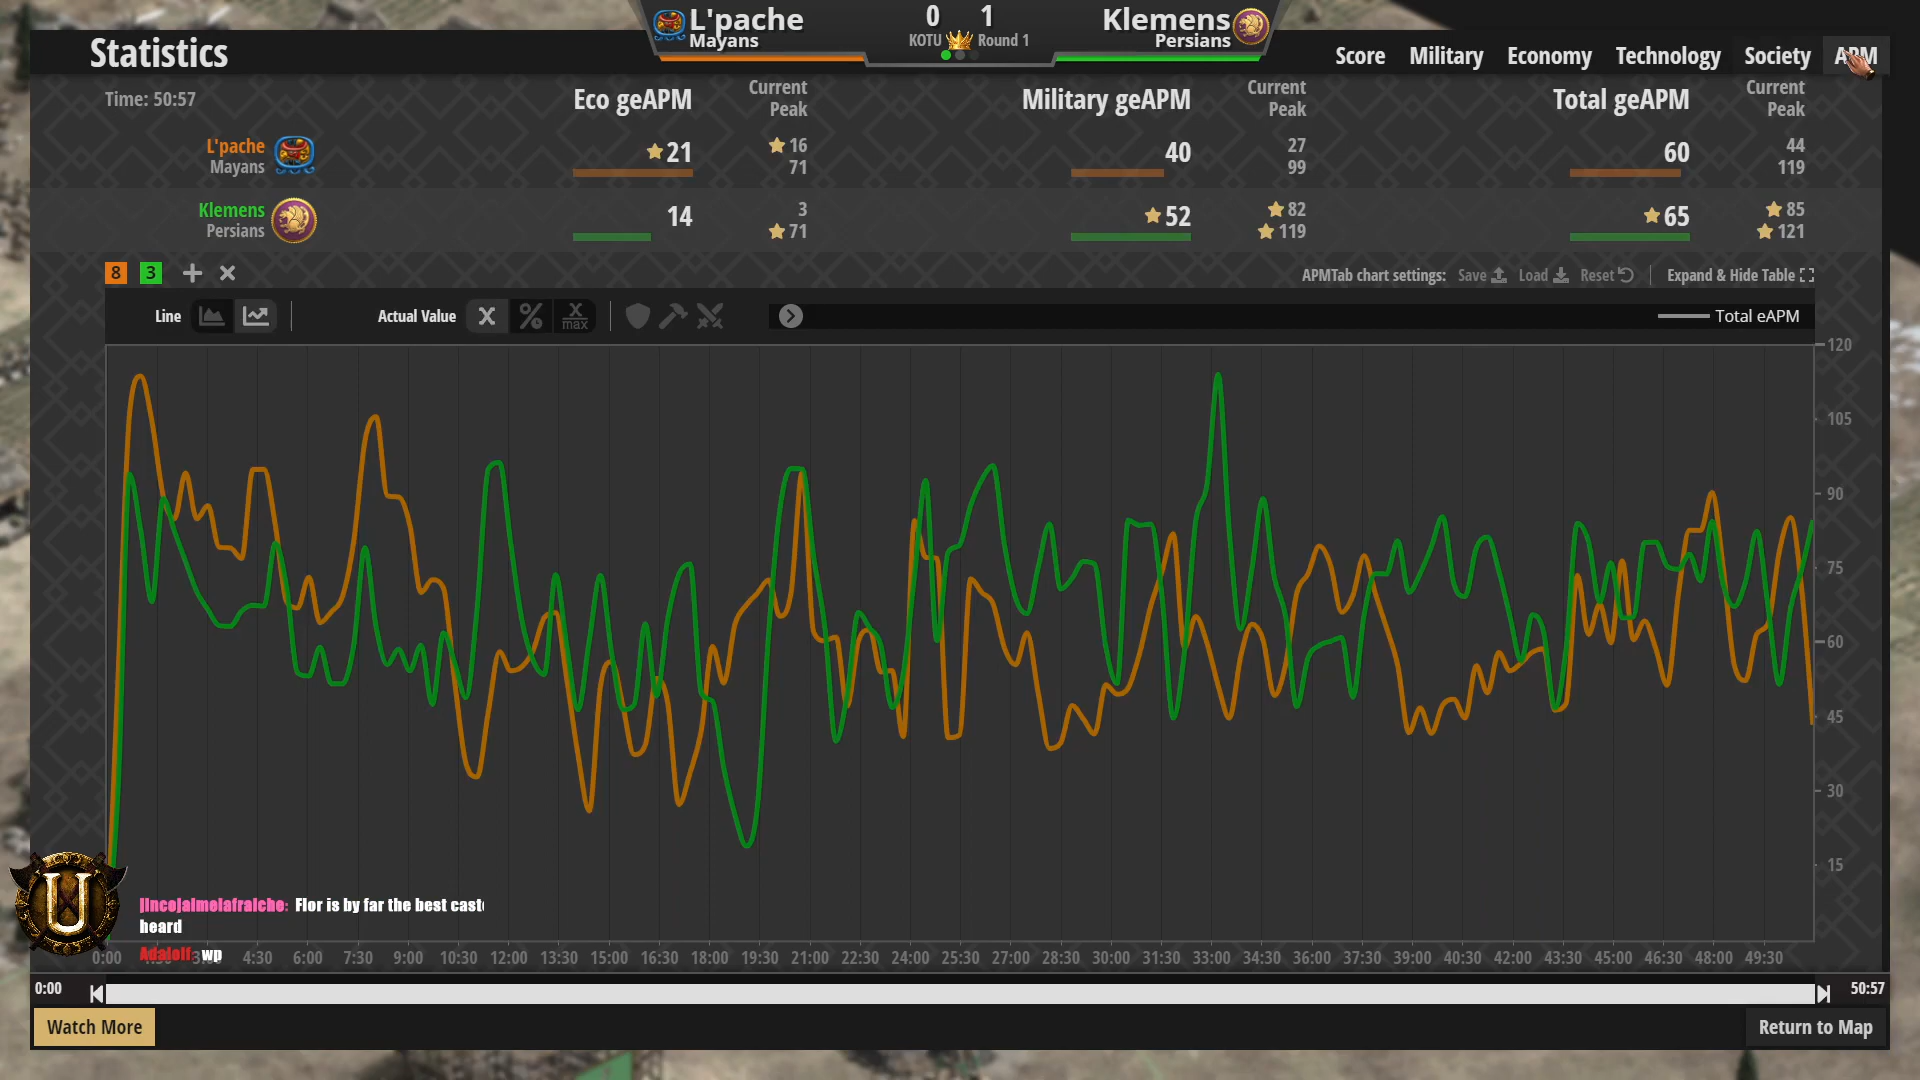 L'pache
Mayans
0 1
KOTU Round 1
Klemens
Persians
Statistics
Score Military Economy Technology Society APM
Time: 50:57
Eco geAPM Current Peak Military geAPM Current Peak Total geAPM Current Peak
L'pache
Mayans
21 16 71 40 27 99 60 44 119
Klemens
Persians
14 3 71 52 82 119 65 85 121
8 3
APMTab chart settings: Save Load Reset Expand & Hide Table
Line Actual Value X % X max Total eAPM
120
105
90
75
60
45
30
15
U
jincojaimelafraiche: Flor is by far the best cast
heard
Adalolf: wp
0:00 4:30 6:00 7:30 9:00 10:30 12:00 13:30 15:00 16:30 18:00 19:30 21:00 22:30 24:00 25:30 27:00 28:30 30:00 31:30 33:00 34:30 36:00 37:30 39:00 40:30 42:00 43:30 45:00 46:30 48:00 49:30
0:00 50:57
Watch More Return to Map